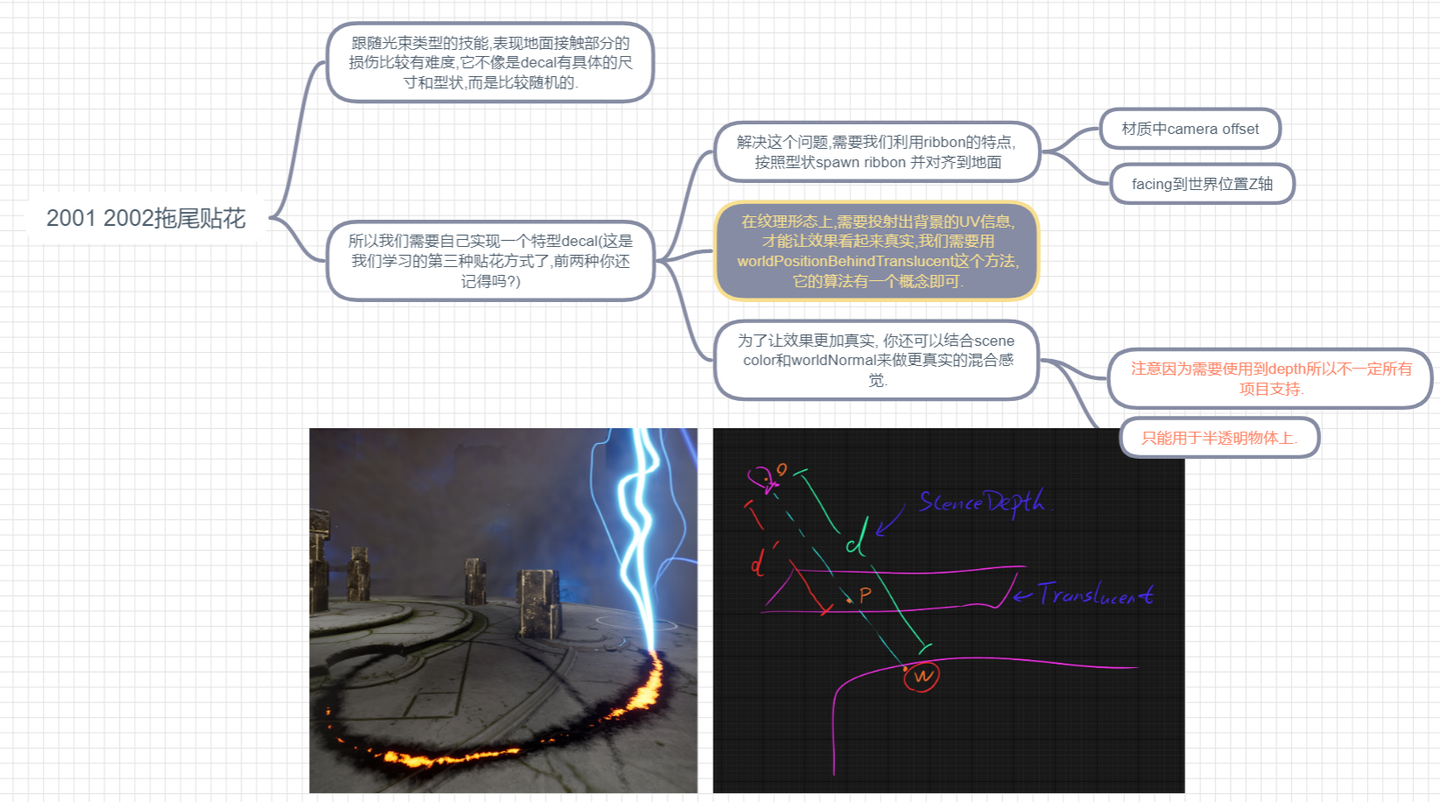 2001 2002拖尾贴花
跟随光束类型的技能,表现地面接触部分的
损伤比较有难度,它不像是decal有具体的尺
寸和型状,而是比较随机的.
所以我们需要自己实现一个特型decal(这是
我们学习的第三种贴花方式了,前两种你还
记得吗?)
解决这个问题,需要我们利用ribbon的特点,
按照型状spawn ribbon 并对齐到地面
材质中camera offset
facing到世界位置Z轴
在纹理形态上,需要投射出背景的UV信息,
才能让效果看起来真实,我们需要用
worldPositionBehindTranslucent这个方法,
它的算法有一个概念即可.
为了让效果更加真实, 你还可以结合scene
color和worldNormal来做更真实的混合感
觉.
注意因为需要使用到depth所以不一定所有
项目支持.
只能用于半透明物体上.
O
ScenceDepth.
d
d'
P
Translucent
W